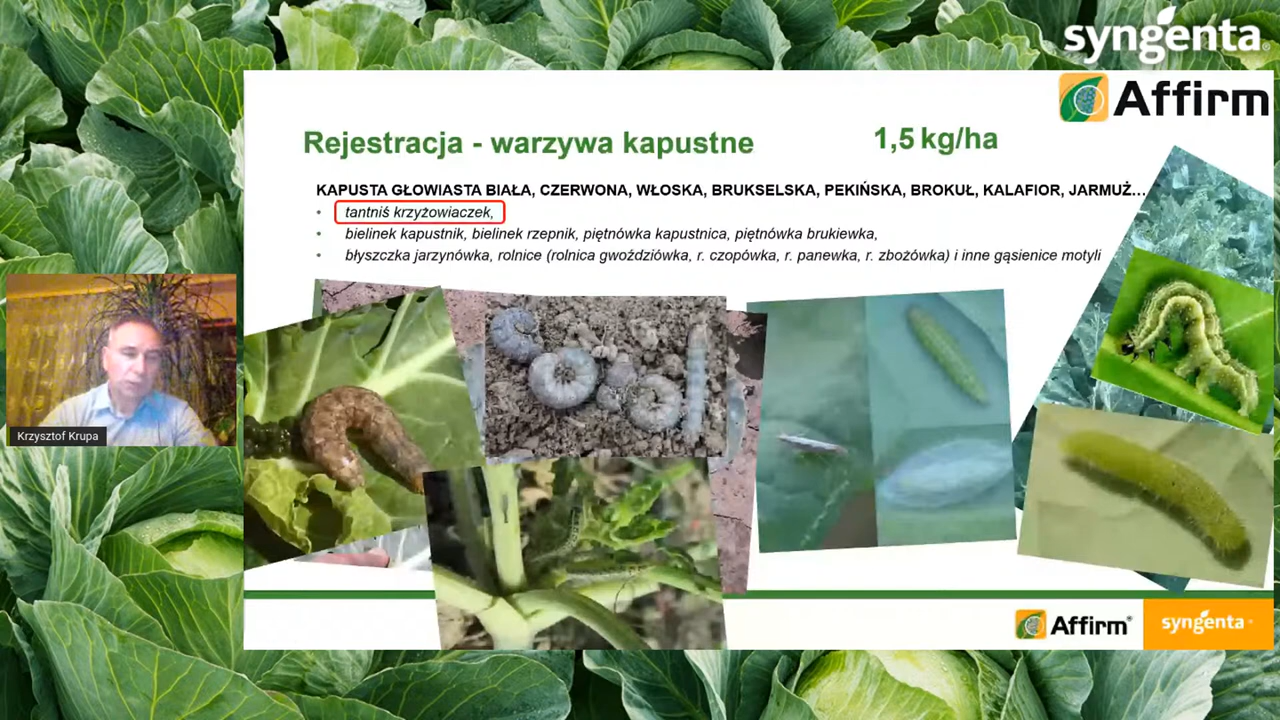 syngenta®
Affirm
Rejestracja - warzywa kapustne
1,5 kg/ha
KAPUSTA GŁOWIASTA BIAŁA, CZERWONA, WŁOSKA, BRUKSELSKA, PEKIŃSKA, BROKUŁ, KALAFIOR, JARMUŻ…
• tantniś krzyżowiaczek,
• bielinek kapustnik, bielinek rzepnik, piętnówka kapustnica, piętnówka brukiewka,
• błyszczka jarzynówka, rolnice (rolnica gwoździówka, r. czopówka, r. panewka, r. zbożówka) i inne gąsienice motyli
Krzysztof Krupa
Affirm®
syngenta